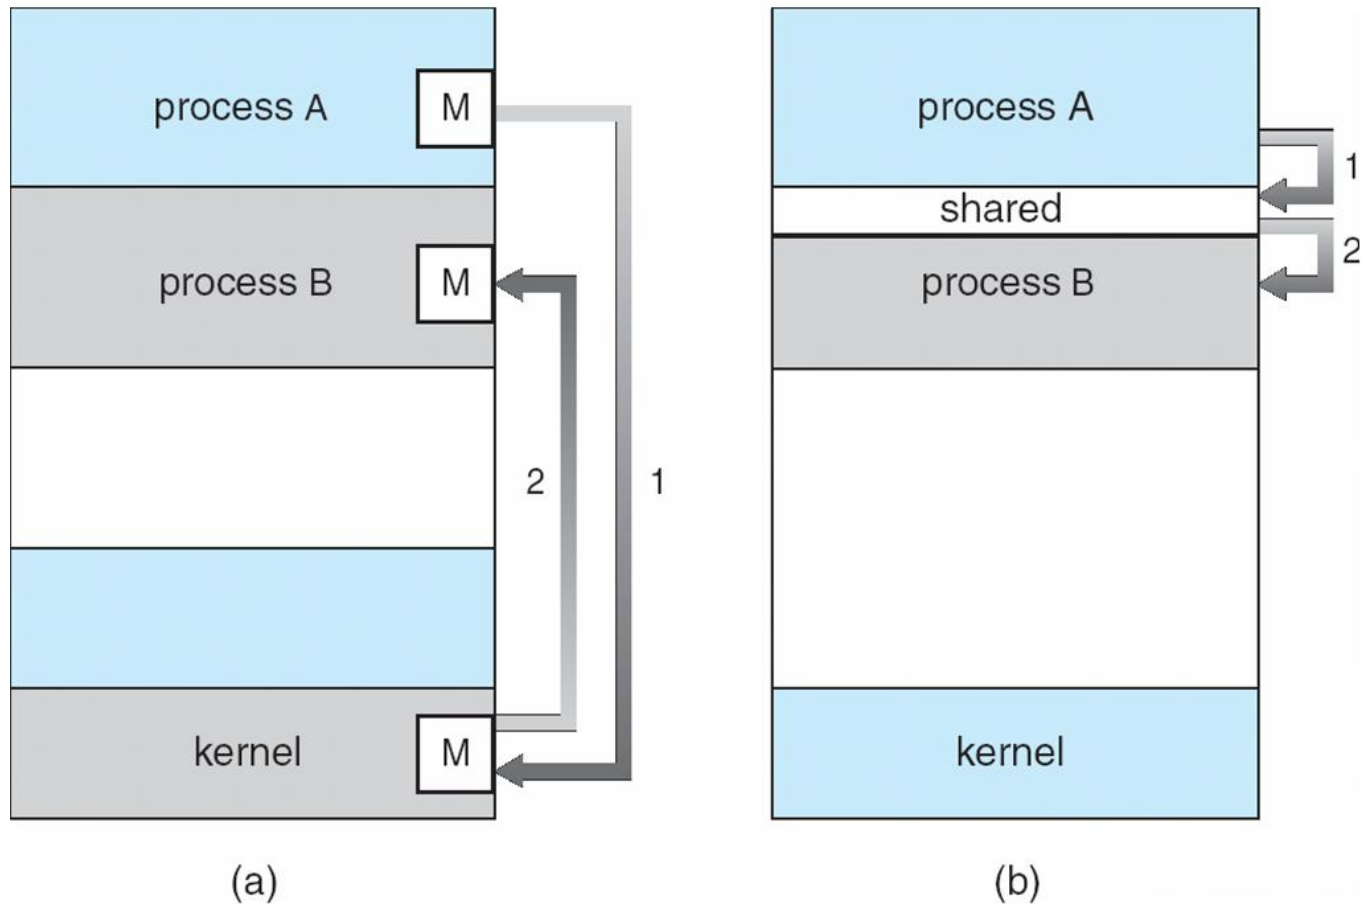 process A
M
process B
M
2
1
kernel
M
(a)
process A
1
shared
2
process B
kernel
(b)